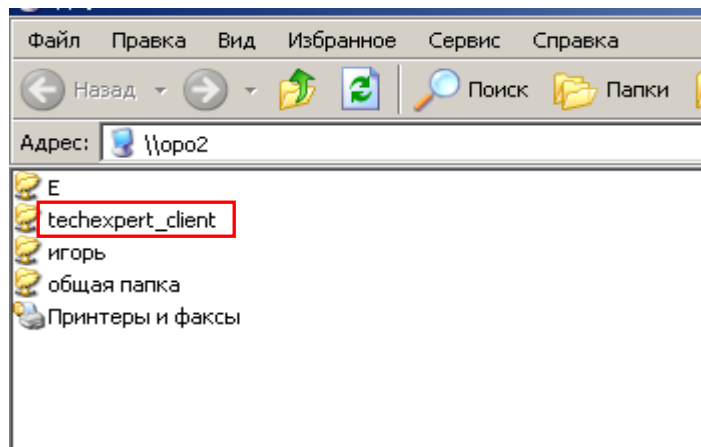 Файл Правка Вид Избранное Сервис Справка
Назад Поиск Папки
Адрес: \\opo2
E
techexpert_client
игорь
общая папка
Принтеры и факсы